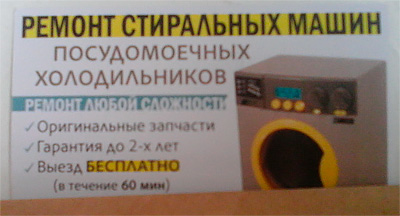 РЕМОНТ СТИРАЛЬНЫХ МАШИН
ПОСУДОМОЕЧНЫХ
ХОЛОДИЛЬНИКОВ
РЕМОНТ ЛЮБОЙ СЛОЖНОСТИ
✓ Оригинальные запчасти
✓ Гарантия до 2-х лет
✓ Выезд БЕСПЛАТНО
(в течение 60 мин)